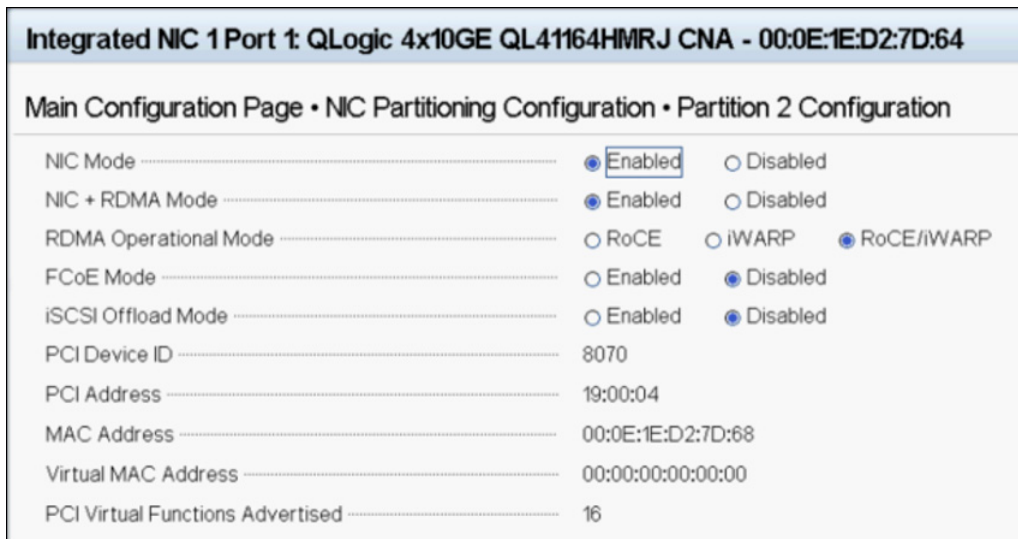 Integrated NIC 1 Port 1: QLogic 4x10GE QL41164HMRJ CNA - 00:0E:1E:D2:7D:64
Main Configuration Page • NIC Partitioning Configuration • Partition 2 Configuration
NIC Mode Enabled Disabled
NIC + RDMA Mode Enabled Disabled
RDMA Operational Mode RoCE iWARP RoCE/iWARP
FCoE Mode Enabled Disabled
iSCSI Offload Mode Enabled Disabled
PCI Device ID 8070
PCI Address 19:00:04
MAC Address 00:0E:1E:D2:7D:68
Virtual MAC Address 00:00:00:00:00:00
PCI Virtual Functions Advertised 16